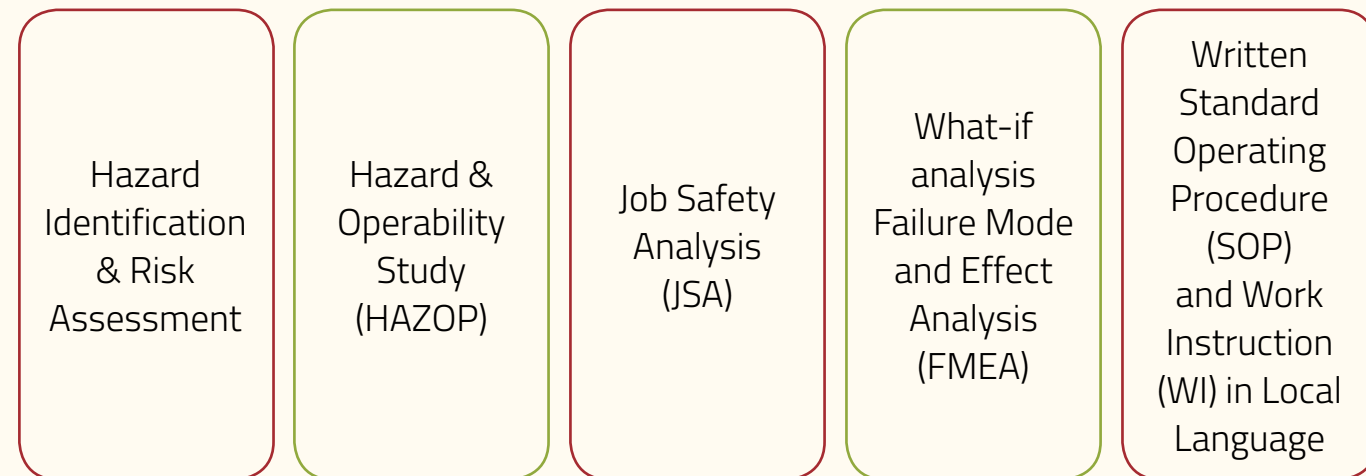 Hazard
Identification
& Risk
Assessment
Hazard &
Operability
Study
(HAZOP)
Job Safety
Analysis
(JSA)
What-if
analysis
Failure Mode
and Effect
Analysis
(FMEA)
Written
Standard
Operating
Procedure
(SOP)
and Work
Instruction
(WI) in Local
Language